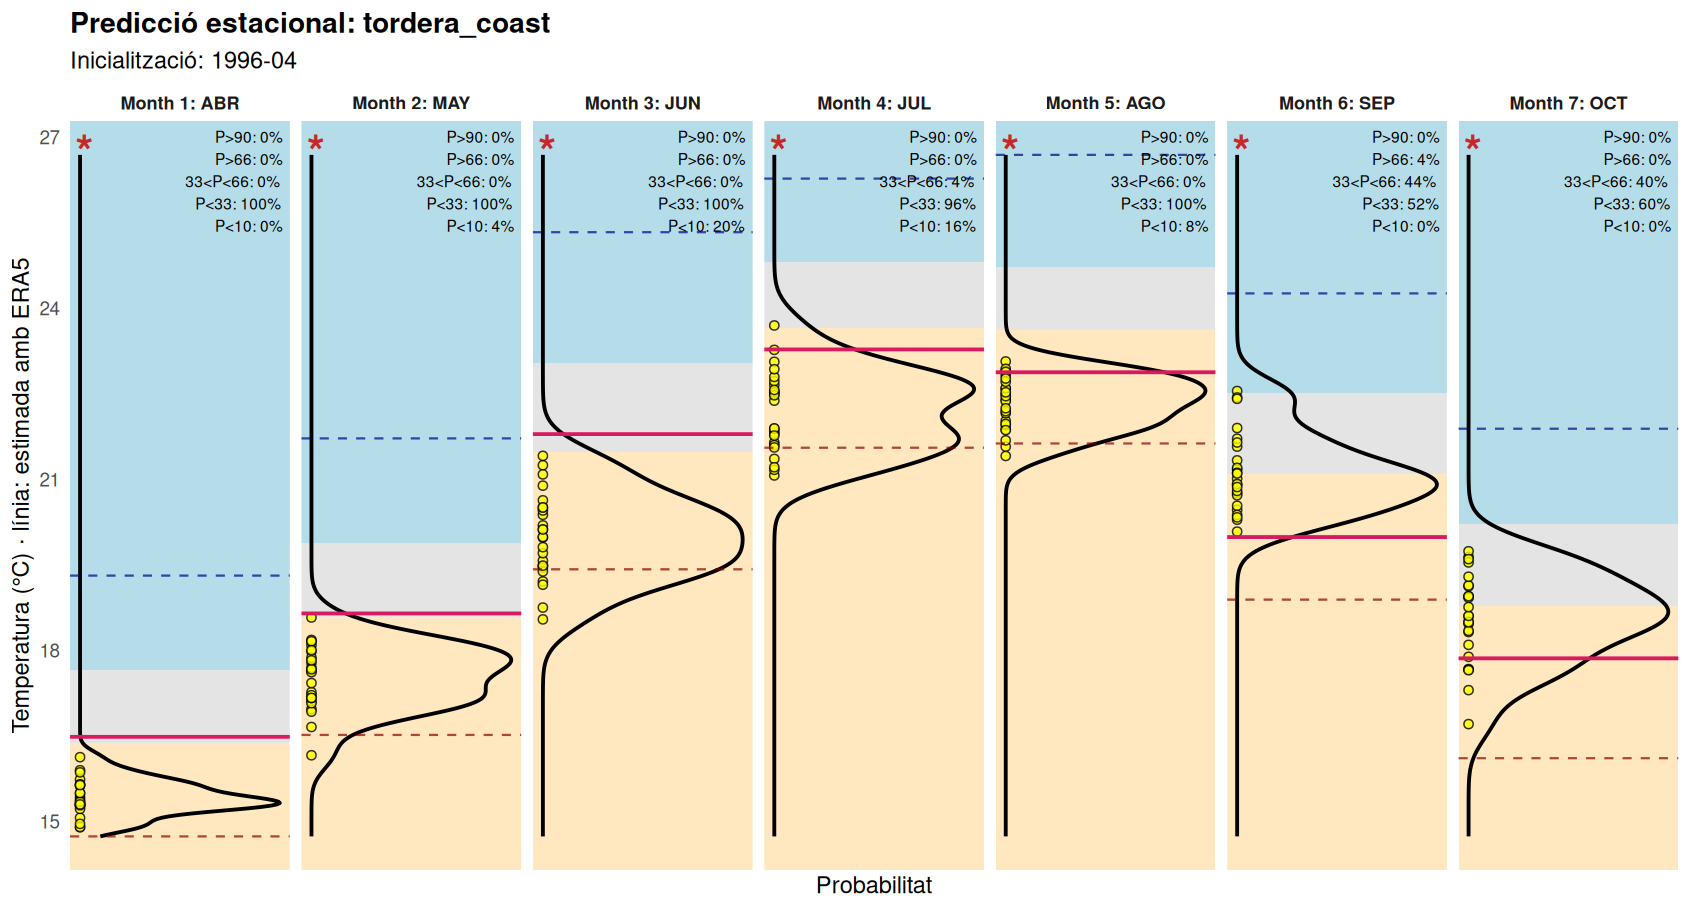 Predicció estacional: tordera_coast
Inicialització: 1996-04
Month 1: ABR
Month 2: MAY
Month 3: JUN
Month 4: JUL
Month 5: AGO
Month 6: SEP
Month 7: OCT
Temperatura (°C) · línia: estimada amb ERA5
27
24
21
18
15
*
P>90: 0%
P>66: 0%
33<P<66: 0%
P<33: 100%
P<10: 0%
*
P>90: 0%
P>66: 0%
33<P<66: 0%
P<33: 100%
P<10: 4%
*
P>90: 0%
P>66: 0%
33<P<66: 0%
P<33: 100%
P<10: 20%
*
P>90: 0%
P>66: 0%
33<P<66: 4%
P<33: 96%
P<10: 16%
*
P>90: 0%
P>66: 0%
33<P<66: 0%
P<33: 100%
P<10: 8%
*
P>90: 0%
P>66: 4%
33<P<66: 44%
P<33: 52%
P<10: 0%
*
P>90: 0%
P>66: 0%
33<P<66: 40%
P<33: 60%
P<10: 0%
Probabilitat